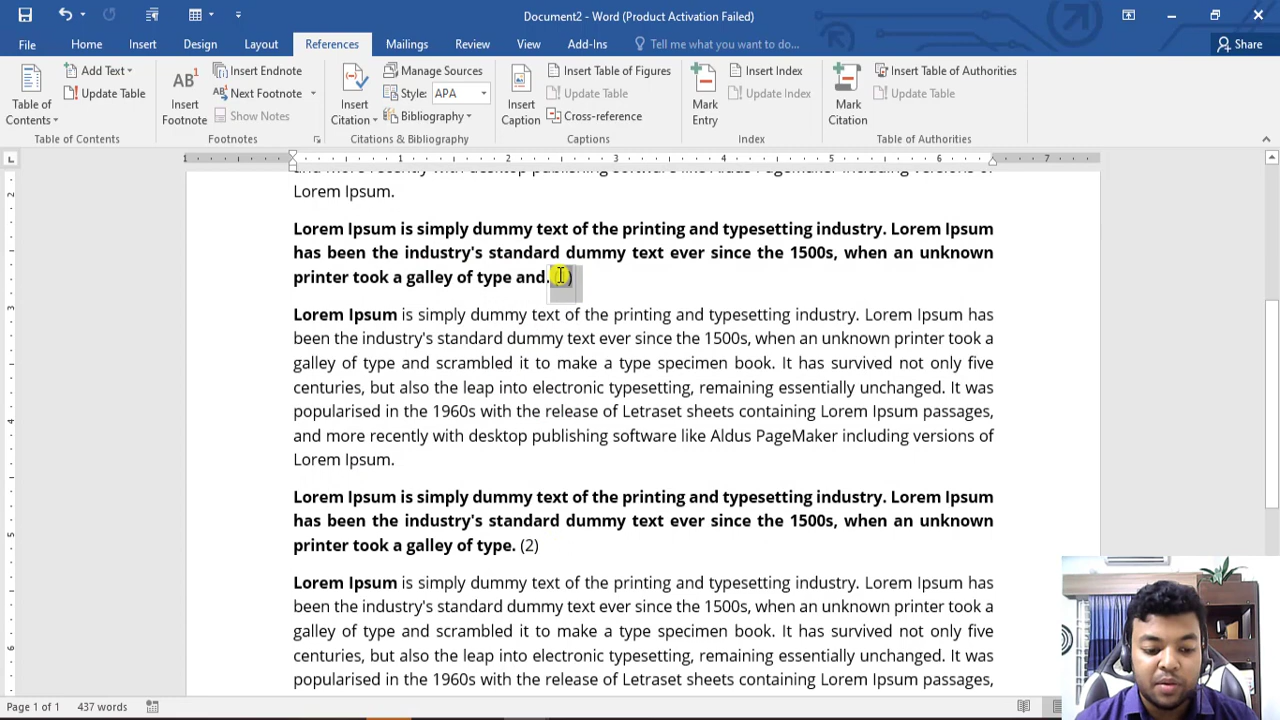 Document2 - Word (Product Activation Failed)
File Home Insert Design Layout References Mailings Review View Add-Ins Tell me what you want to do... Share
Table of Contents
Add Text
Update Table
Table of Contents
AB1 Insert Footnote
Insert Endnote
Next Footnote
Show Notes
Footnotes
Insert Citation
Manage Sources
Style: APA
Bibliography
Citations & Bibliography
Insert Caption
Insert Table of Figures
Update Table
Cross-reference
Captions
Mark Entry
Insert Index
Update Index
Index
Mark Citation
Insert Table of Authorities
Update Table
Table of Authorities
1 1 2 3 4 5 6 7
and more recently with desktop publishing software like Aldus PageMaker including versions of
Lorem Ipsum.
Lorem Ipsum is simply dummy text of the printing and typesetting industry. Lorem Ipsum
has been the industry's standard dummy text ever since the 1500s, when an unknown
printer took a galley of type and.
Lorem Ipsum is simply dummy text of the printing and typesetting industry. Lorem Ipsum has
been the industry's standard dummy text ever since the 1500s, when an unknown printer took a
galley of type and scrambled it to make a type specimen book. It has survived not only five
centuries, but also the leap into electronic typesetting, remaining essentially unchanged. It was
popularised in the 1960s with the release of Letraset sheets containing Lorem Ipsum passages,
and more recently with desktop publishing software like Aldus PageMaker including versions of
Lorem Ipsum.
Lorem Ipsum is simply dummy text of the printing and typesetting industry. Lorem Ipsum
has been the industry's standard dummy text ever since the 1500s, when an unknown
printer took a galley of type. (2)
Lorem Ipsum is simply dummy text of the printing and typesetting industry. Lorem Ipsum has
been the industry's standard dummy text ever since the 1500s, when an unknown printer took a
galley of type and scrambled it to make a type specimen book. It has survived not only five
centuries, but also the leap into electronic typesetting, remaining essentially unchanged. It was
popularised in the 1960s with the release of Letraset sheets containing Lorem Ipsum passages,
2
3
4
5
6
Page 1 of 1 437 words